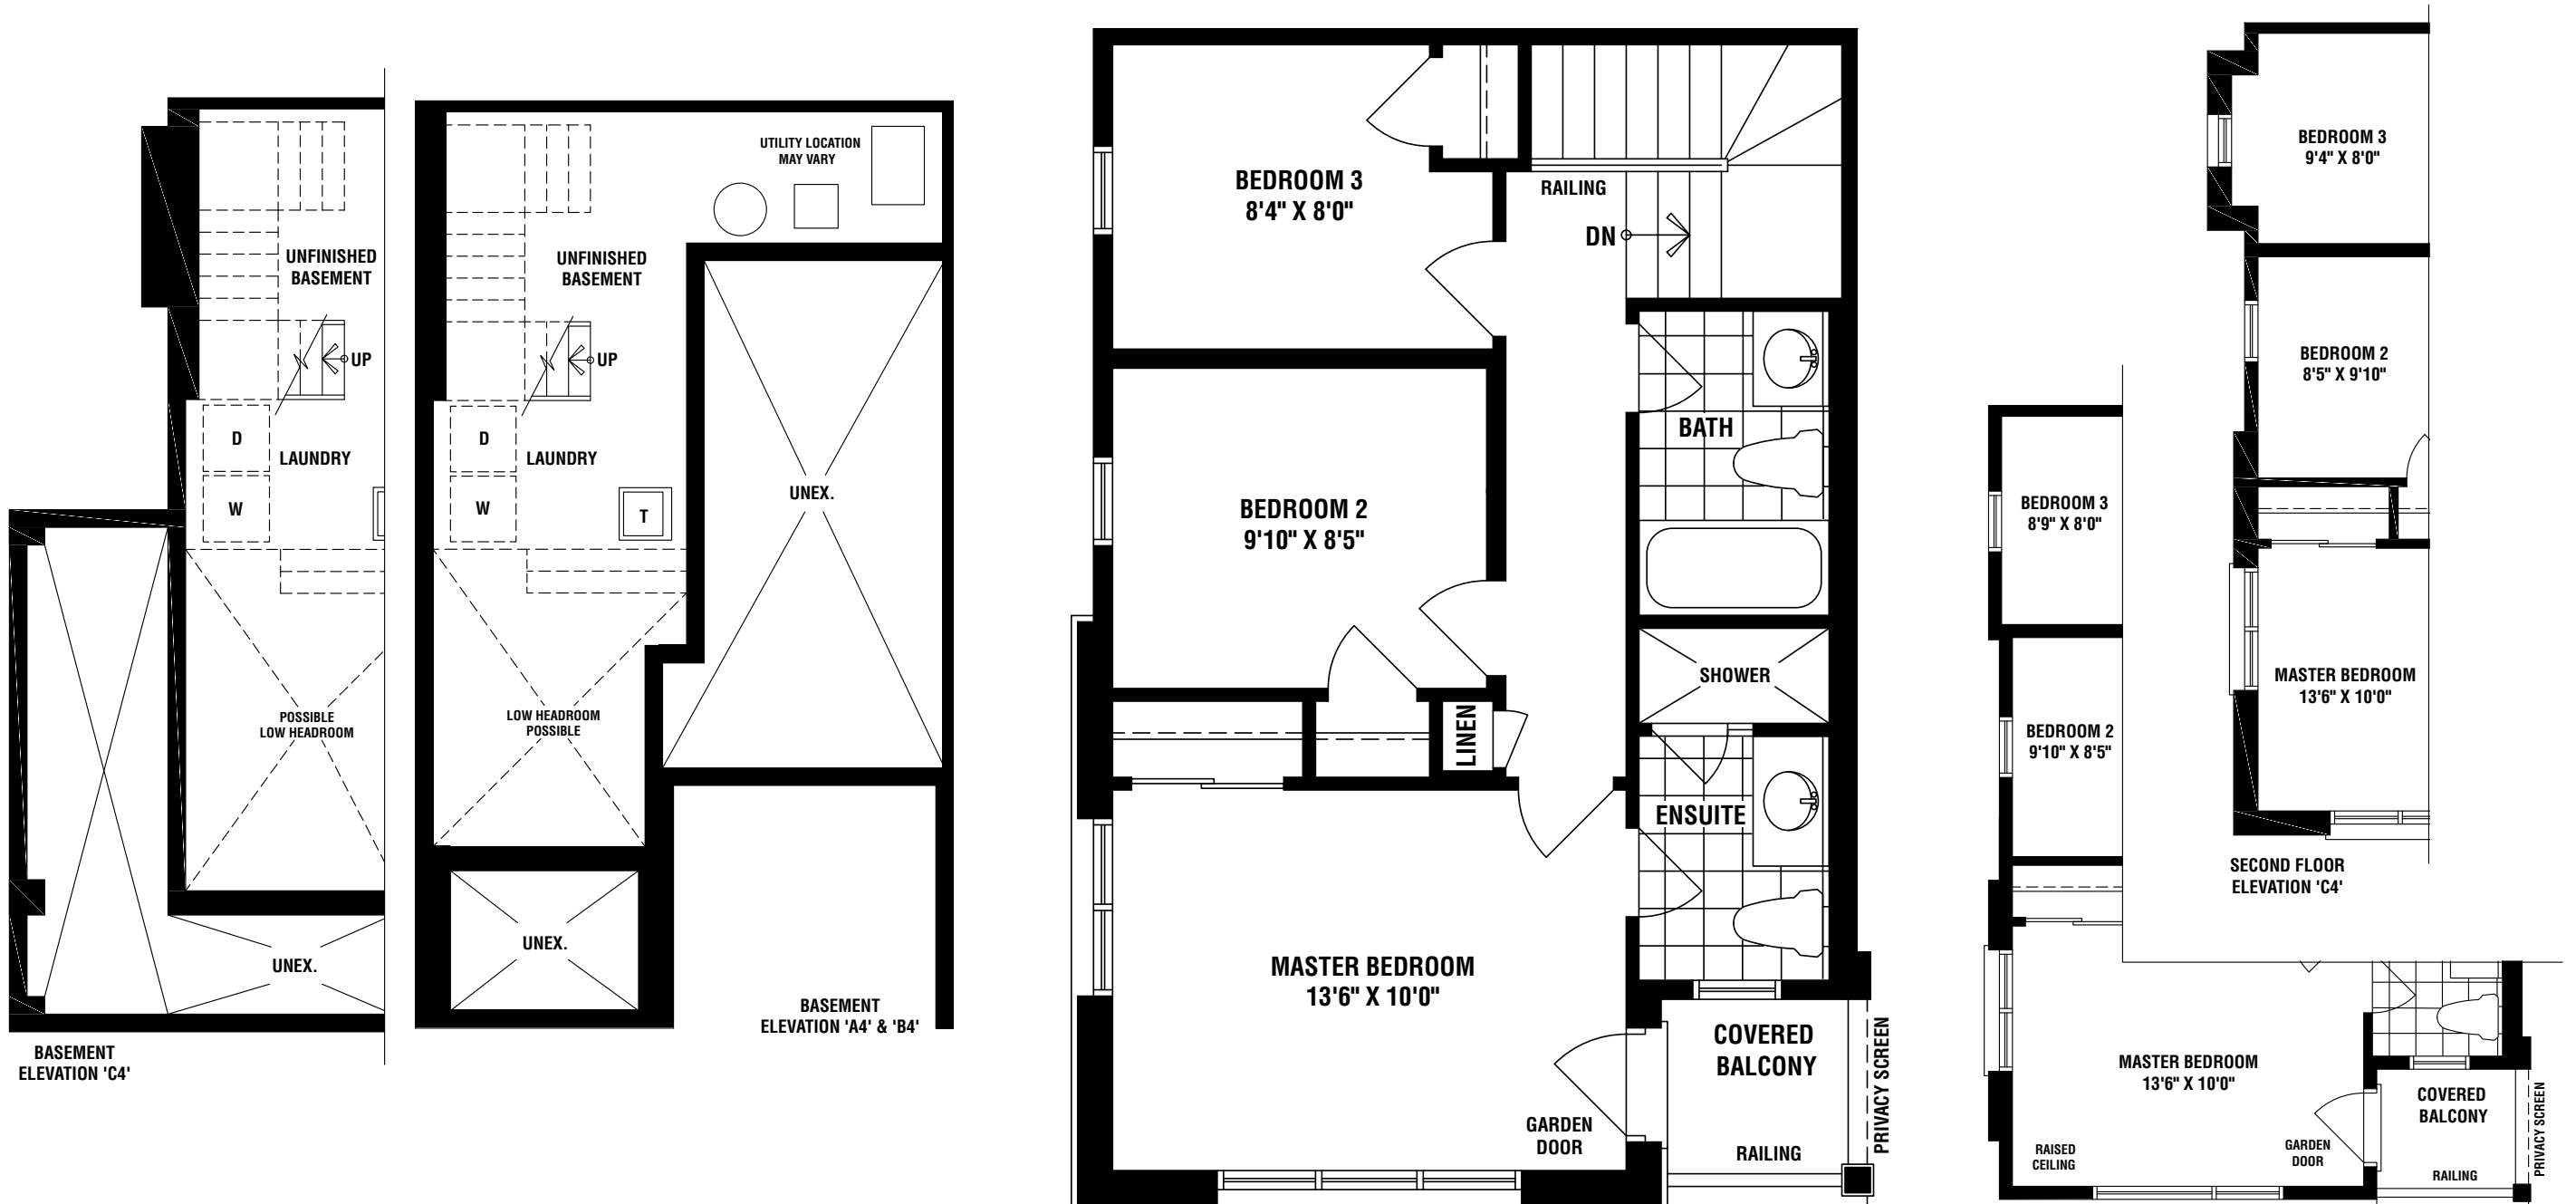 UNFINISHED
BASEMENT
UP
D
LAUNDRY
W
POSSIBLE
LOW HEADROOM
UNEX.
BASEMENT
ELEVATION 'C4'
UTILITY LOCATION
MAY VARY
UNFINISHED
BASEMENT
UP
D
LAUNDRY
W
T
UNEX.
LOW HEADROOM
POSSIBLE
UNEX.
BASEMENT
ELEVATION 'A4' & 'B4'
BEDROOM 3
8'4" X 8'0"
RAILING
DN
BEDROOM 2
9'10" X 8'5"
BATH
SHOWER
LINEN
ENSUITE
MASTER BEDROOM
13'6" X 10'0"
COVERED
BALCONY
PRIVACY SCREEN
GARDEN
DOOR
RAILING
BEDROOM 3
9'4" X 8'0"
BEDROOM 2
8'5" X 9'10"
MASTER BEDROOM
13'6" X 10'0"
SECOND FLOOR
ELEVATION 'C4'
BEDROOM 3
8'9" X 8'0"
BEDROOM 2
9'10" X 8'5"
MASTER BEDROOM
13'6" X 10'0"
COVERED
BALCONY
PRIVACY SCREEN
RAISED
CEILING
GARDEN
DOOR
RAILING